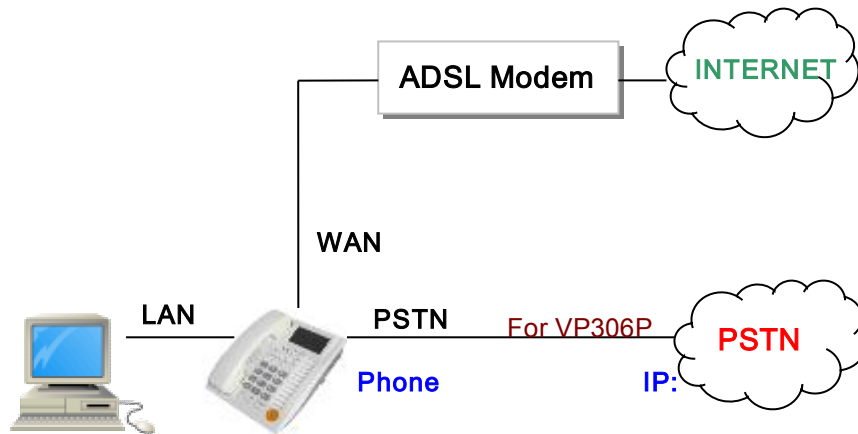 ADSL Modem
INTERNET
WAN
LAN
PSTN
For VP306P
PSTN
Phone
IP: